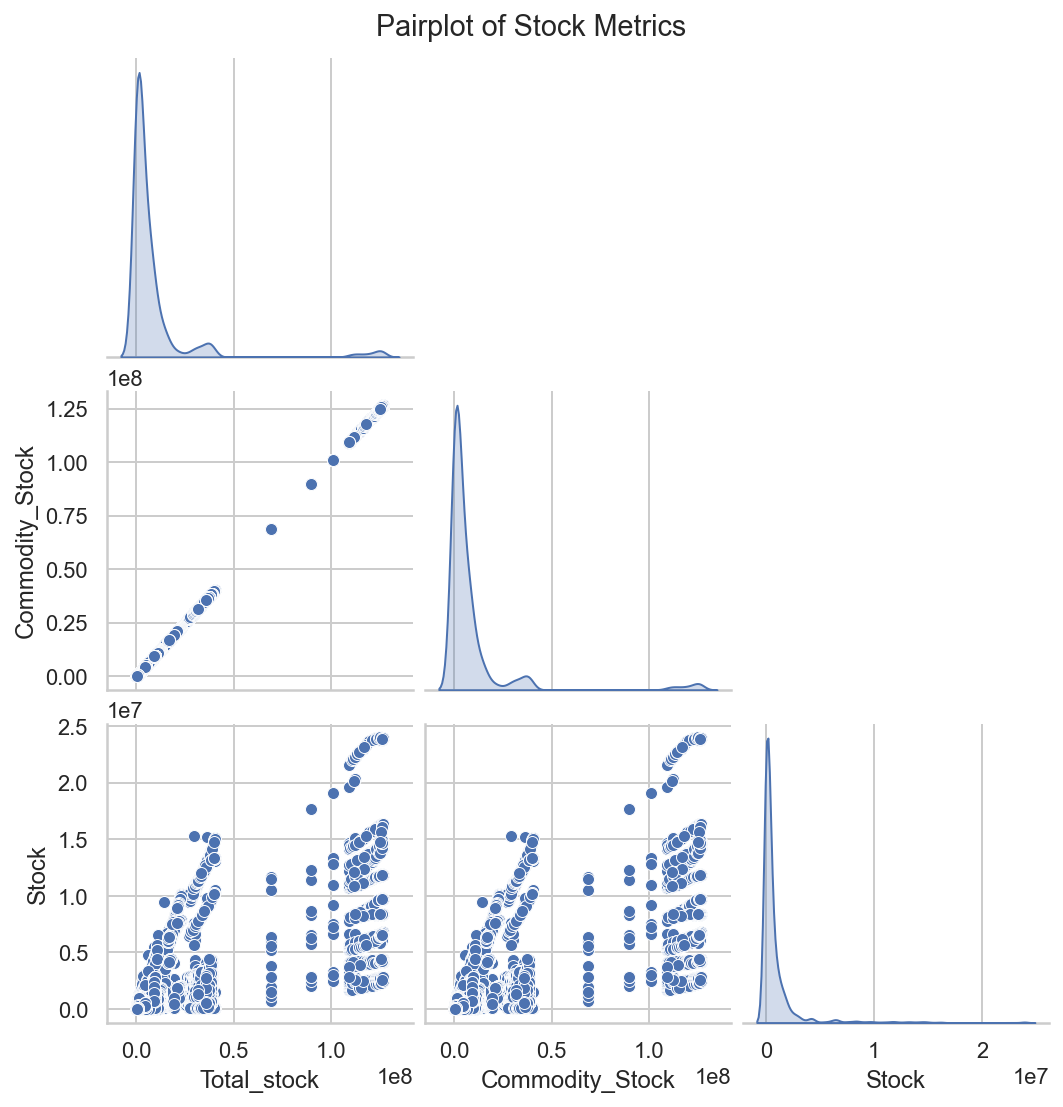 Pairplot of Stock Metrics
1e8
1.25
1.00
0.75
0.50
0.25
0.00
Commodity_Stock
1e7
2.5
2.0
1.5
1.0
0.5
0.0
Stock
0.0 0.5 1.0
1e8
Total_stock
0.0 0.5 1.0
1e8
Commodity_Stock
0 1 2
1e7
Stock